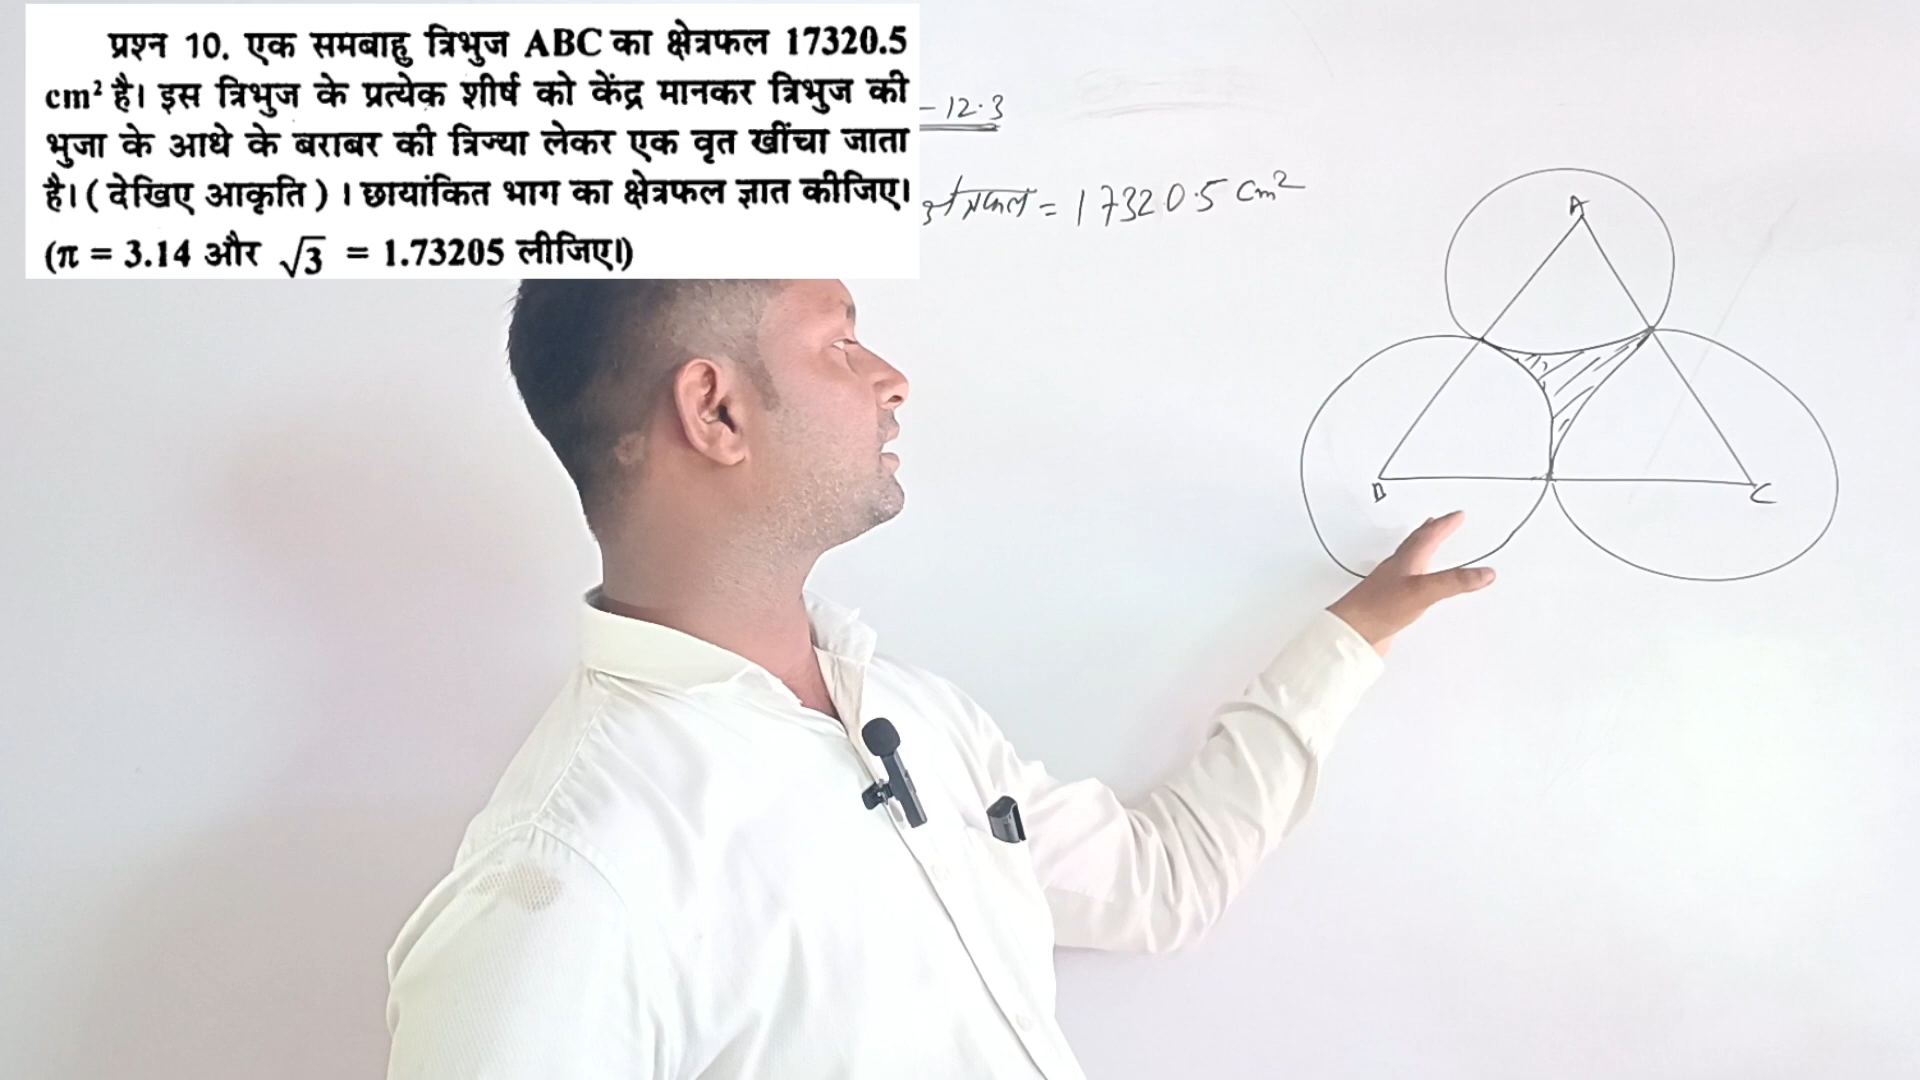 प्रश्न 10. एक समबाहु त्रिभुज ABC का क्षेत्रफल 17320.5
cm² है। इस त्रिभुज के प्रत्येक शीर्ष को केंद्र मानकर त्रिभुज की
भुजा के आधे के बराबर की त्रिज्या लेकर एक वृत खींचा जाता
है। ( देखिए आकृति ) । छायांकित भाग का क्षेत्रफल ज्ञात कीजिए।
(π = 3.14 और √3 = 1.73205 लीजिए।)
- 12.3
= 17320.5 cm²
A
B
C